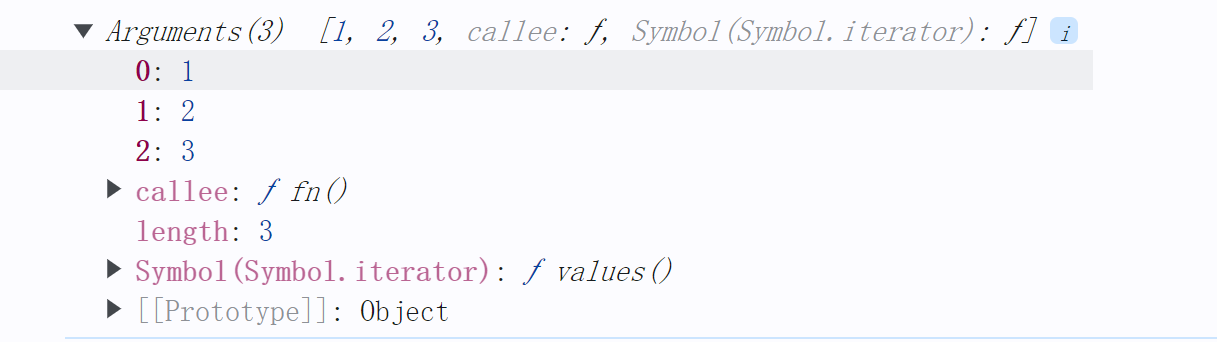 ▼ Arguments(3) [1, 2, 3, callee: ƒ, Symbol(Symbol.iterator): ƒ] i
0: 1
1: 2
2: 3
▶ callee: ƒ fn()
length: 3
▶ Symbol(Symbol.iterator): ƒ values()
▶ [[Prototype]]: Object